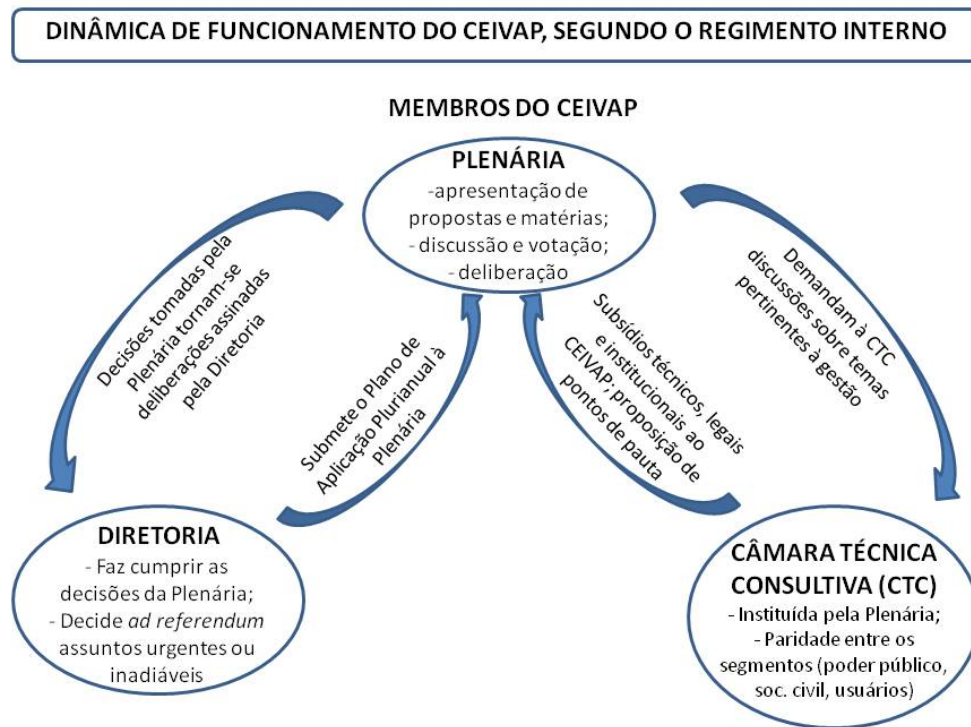 DINÂMICA DE FUNCIONAMENTO DO CEIVAP, SEGUNDO O REGIMENTO INTERNO
MEMBROS DO CEIVAP
PLENÁRIA
-apresentação de
propostas e matérias;
- discussão e votação;
- deliberação
Decisões tomadas pela
Plenária tornam-se
deliberações assinadas
pela Diretoria
Submete o Plano de
Aplicação Plurianual à
Plenária
Subsídios técnicos, legais
e institucionais ao
CEIVAP; proposição de
pontos de pauta
Demandam à CTC
discussões sobre temas
pertinentes à gestão
DIRETORIA
- Faz cumprir as
decisões da Plenária;
- Decide ad referendum
assuntos urgentes ou
inadiáveis
CÂMARA TÉCNICA
CONSULTIVA (CTC)
- Instituída pela Plenária;
- Paridade entre os
segmentos (poder público,
soc. civil, usuários)